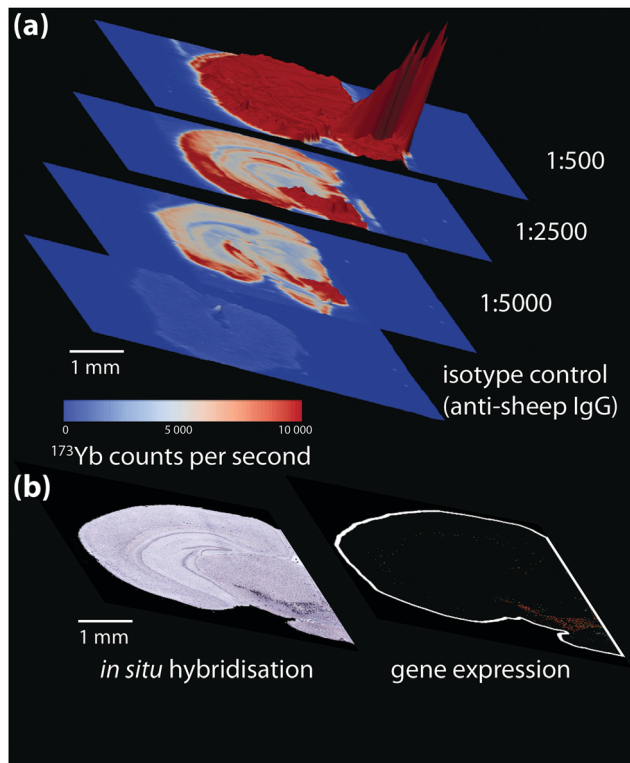 (a)
1:500
1:2500
1:5000
1 mm
isotype control
(anti-sheep IgG)
0 5 000 10 000
¹⁷³Yb counts per second
(b)
1 mm
in situ hybridisation gene expression